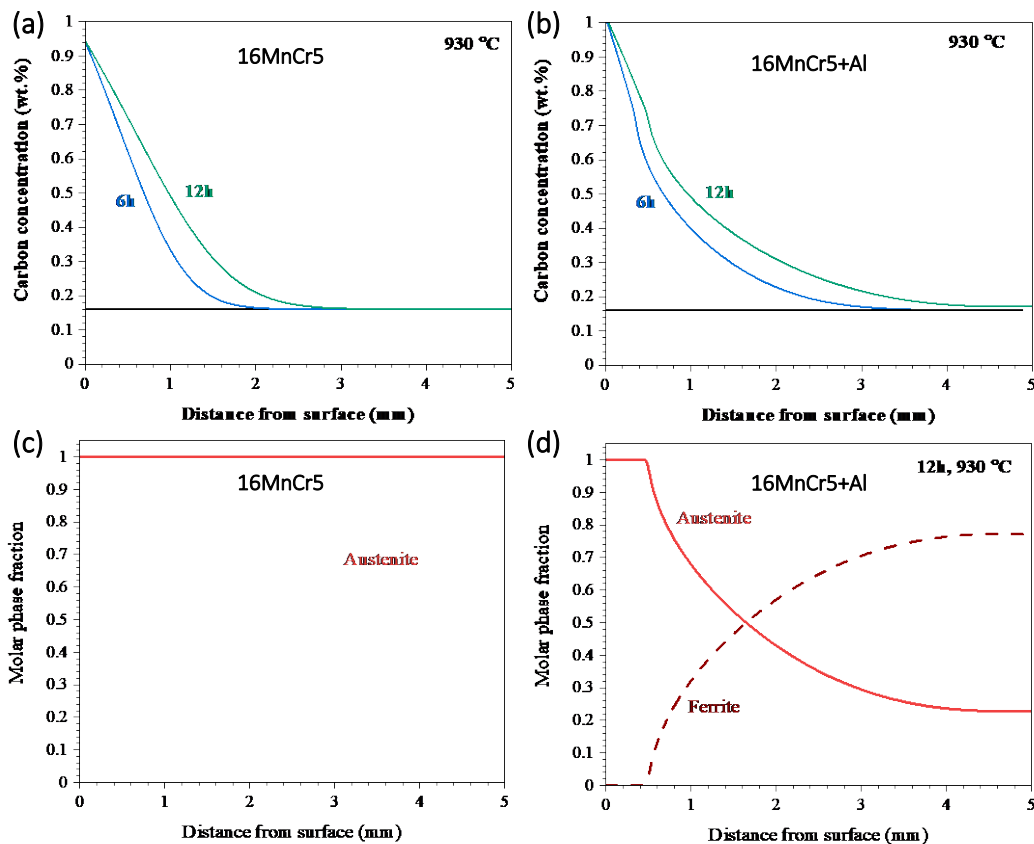 (a)
16MnCr5
930 °C
Carbon concentration (wt.%)
1
0.9
0.8
0.7
0.6
0.5
0.4
0.3
0.2
0.1
0
6h
12h
0 1 2 3 4 5
Distance from surface (mm)
(b)
930 °C
16MnCr5+Al
Carbon concentration (wt.%)
1
0.9
0.8
0.7
0.6
0.5
0.4
0.3
0.2
0.1
0
12h
6h
0 1 2 3 4 5
Distance from surface (mm)
(c)
16MnCr5
Molar phase fraction
1
0.9
0.8
0.7
0.6
0.5
0.4
0.3
0.2
0.1
0
Austenite
0 1 2 3 4 5
Distance from surface (mm)
(d)
12h, 930 °C
16MnCr5+Al
Molar phase fraction
1
0.9
0.8
0.7
0.6
0.5
0.4
0.3
0.2
0.1
0
Austenite
Ferrite
0 1 2 3 4 5
Distance from surface (mm)